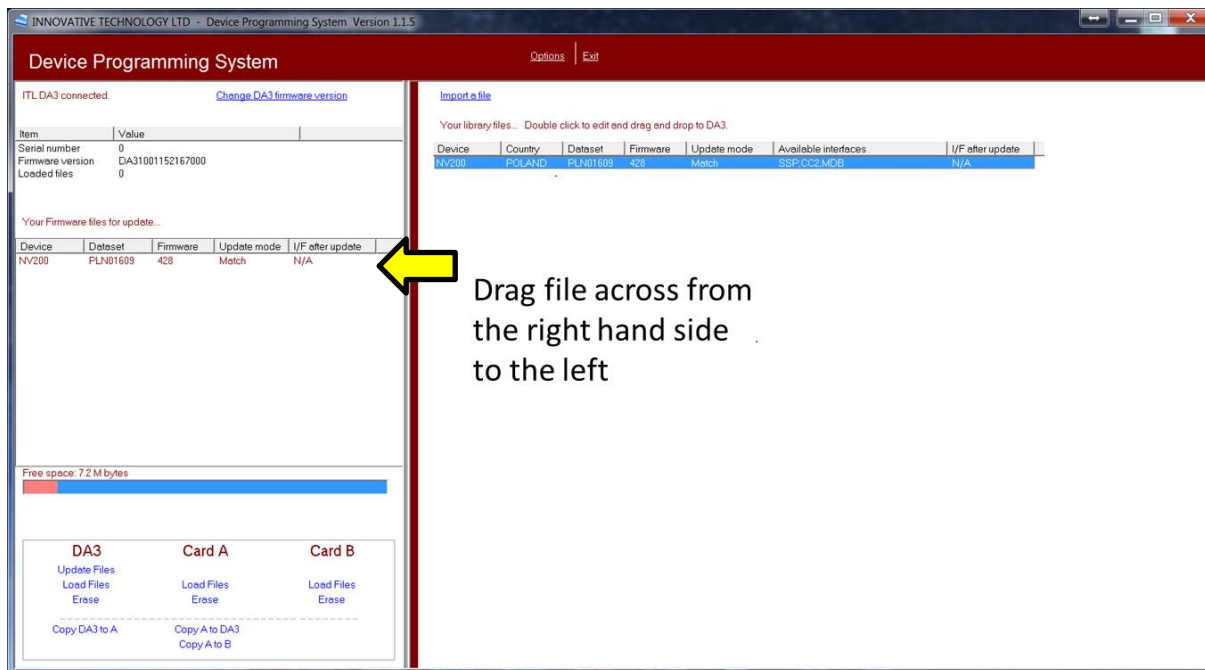 INNOVATIVE TECHNOLOGY LTD - Device Programming System Version 1.1.5
Device Programming System
Options Exit
ITL DA3 connected. Change DA3 firmware version
Item Value
Serial number 0
Firmware version DA31001152167000
Loaded files 0
Your Firmware files for update...
Device Dataset Firmware Update mode I/F after update
NV200 PLN01609 428 Match N/A
Free space: 7.2 M bytes
DA3 Card A Card B
Update Files
Load Files Load Files Load Files
Erase Erase Erase
Copy DA3 to A Copy A to DA3
Copy A to B
Import a file
Your library files... Double click to edit and drag and drop to DA3.
Device Country Dataset Firmware Update mode Available interfaces I/F after update
NV200 POLAND PLN01609 428 Match SSP,CC2,MDB N/A
Drag file across from
the right hand side
to the left